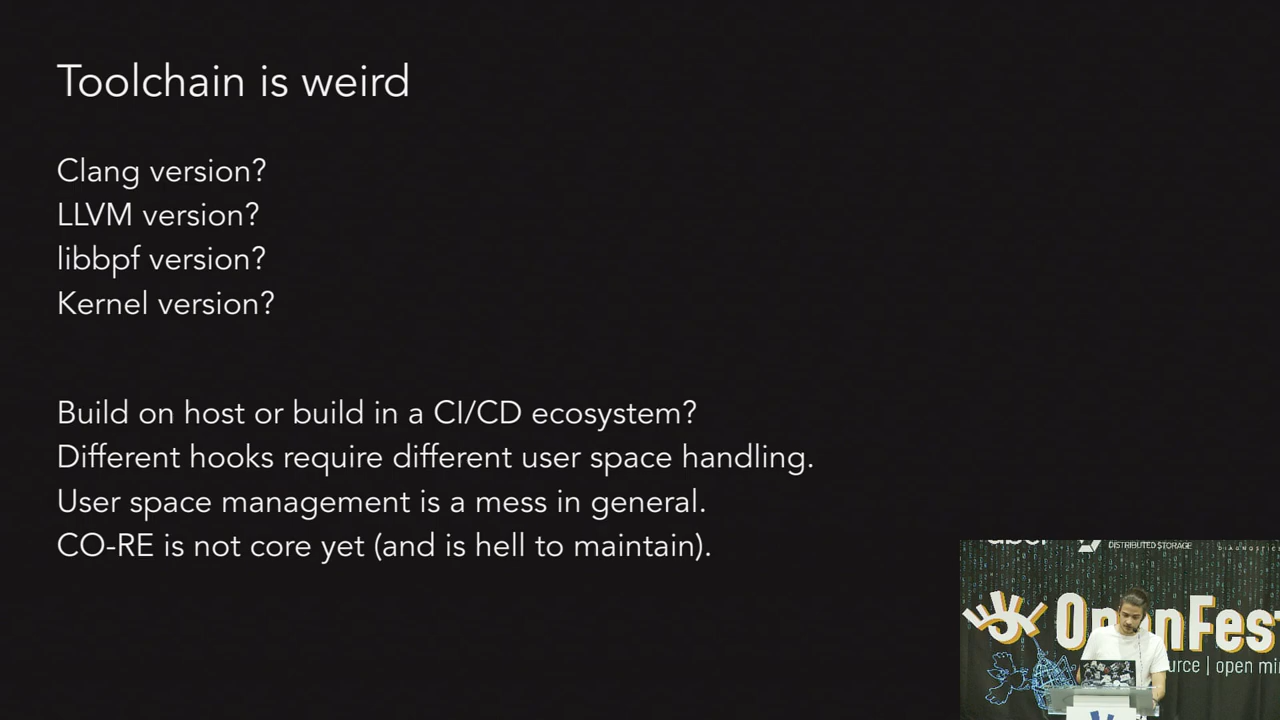 Toolchain is weird
Clang version?
LLVM version?
libbpf version?
Kernel version?
Build on host or build in a CI/CD ecosystem?
Different hooks require different user space handling.
User space management is a mess in general.
CO-RE is not core yet (and is hell to maintain).
DISTRIBUTED STORAGE
DIAGNOSTICS
OpenFest
urce | open mi